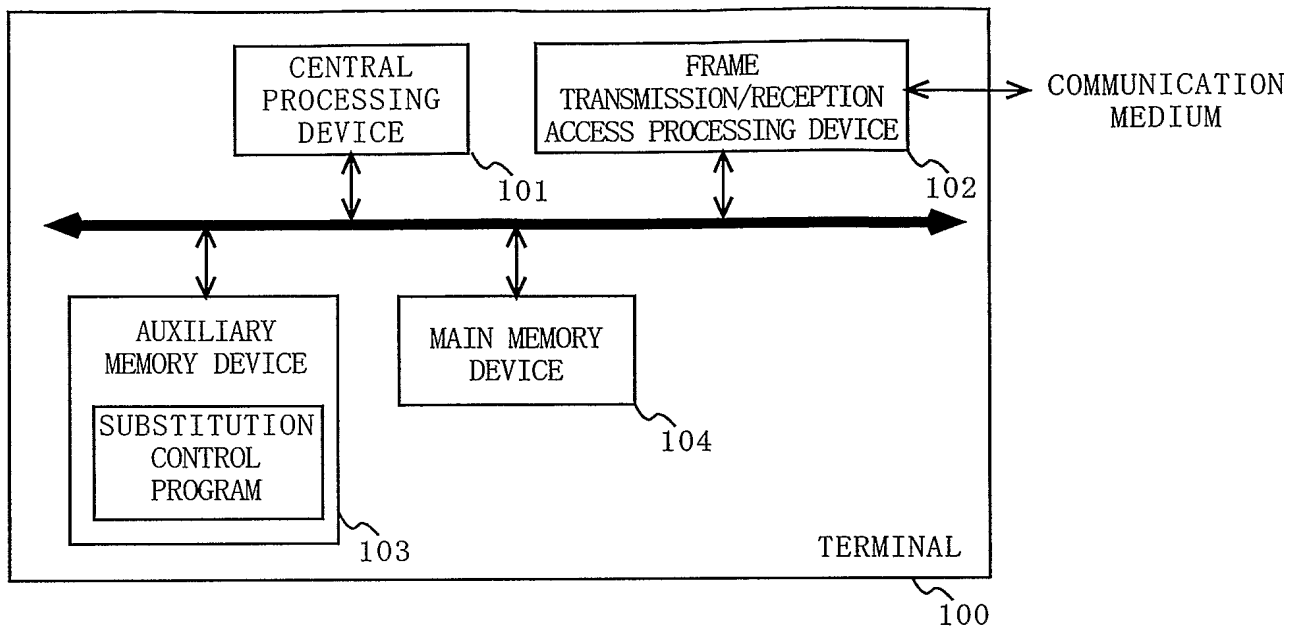 CENTRAL
PROCESSING
DEVICE
101
FRAME
TRANSMISSION/RECEPTION
ACCESS PROCESSING DEVICE
102
COMMUNICATION
MEDIUM
AUXILIARY
MEMORY DEVICE
SUBSTITUTION
CONTROL
PROGRAM
103
MAIN MEMORY
DEVICE
104
TERMINAL
100